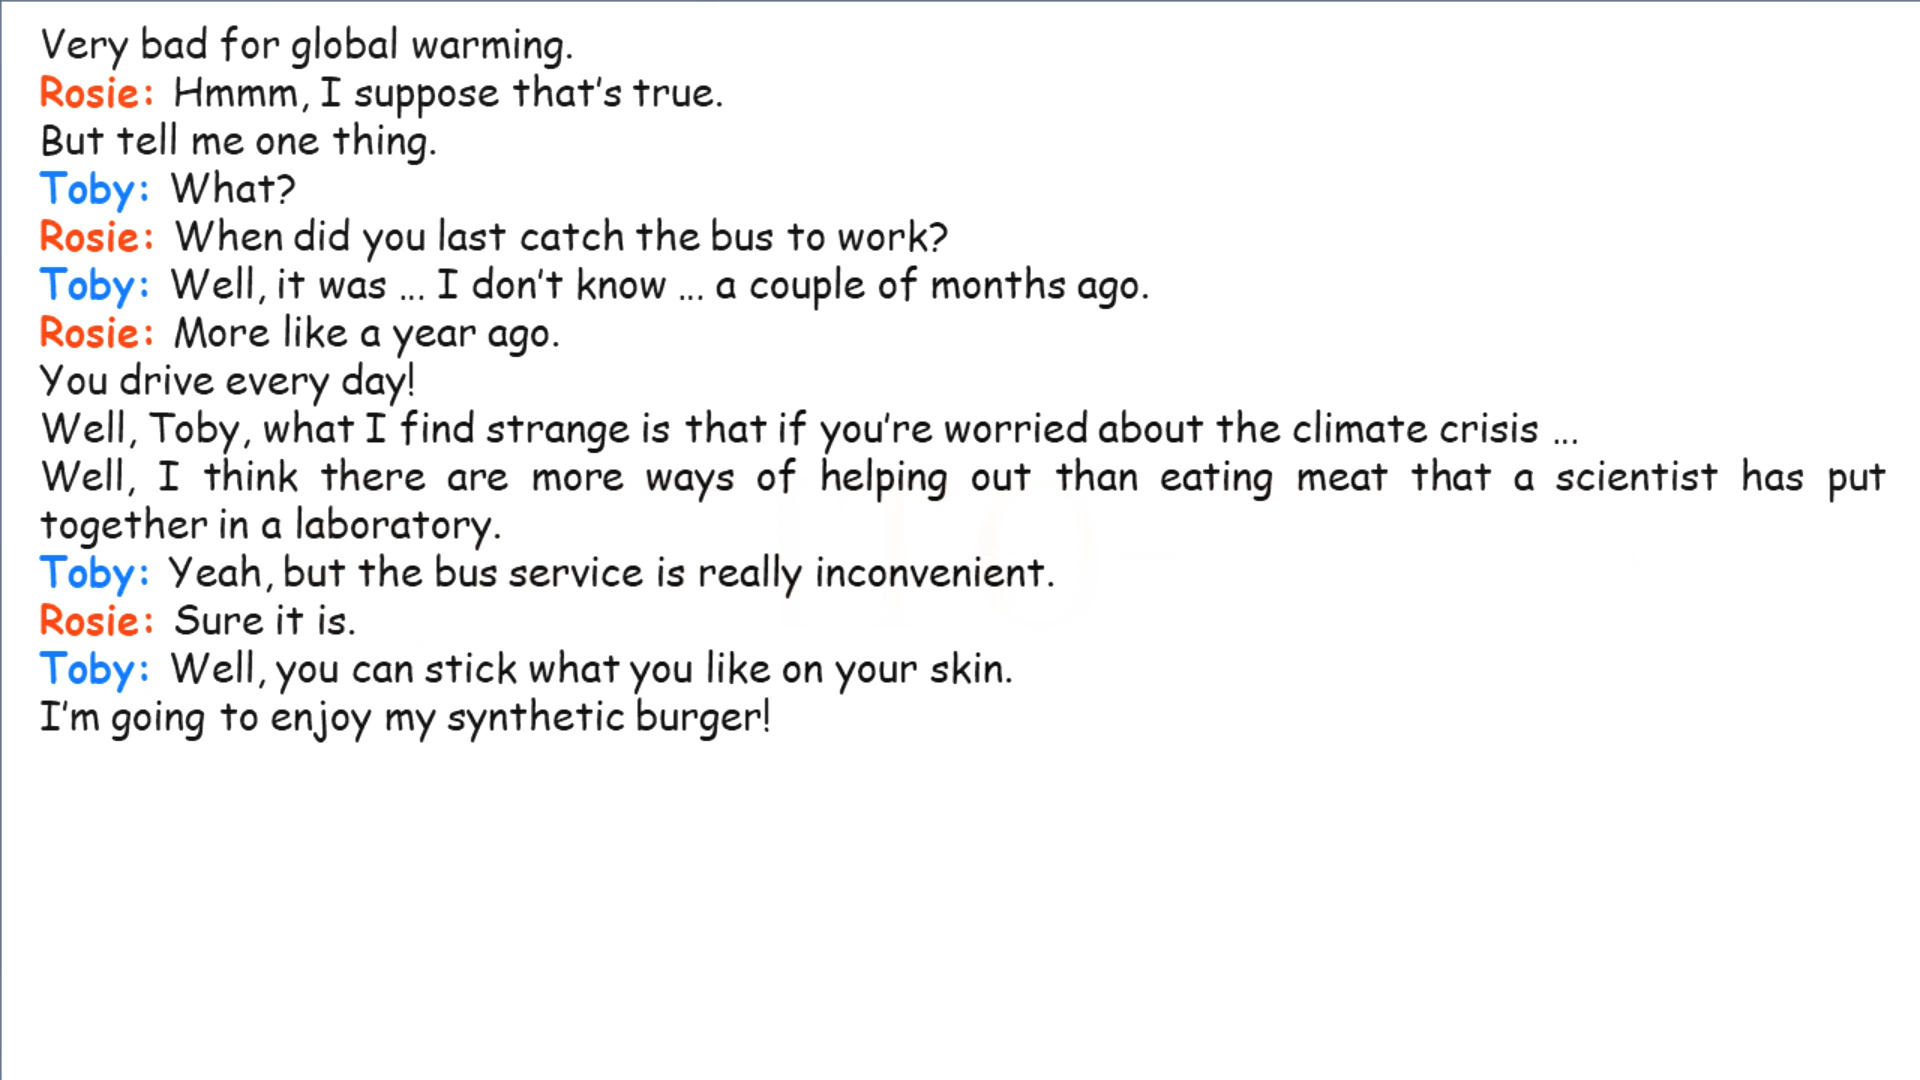 Very bad for global warming.
Rosie: Hmmm, I suppose that's true.
But tell me one thing.
Toby: What?
Rosie: When did you last catch the bus to work?
Toby: Well, it was ... I don't know ... a couple of months ago.
Rosie: More like a year ago.
You drive every day!
Well, Toby, what I find strange is that if you're worried about the climate crisis ...
Well, I think there are more ways of helping out than eating meat that a scientist has put
together in a laboratory.
Toby: Yeah, but the bus service is really inconvenient.
Rosie: Sure it is.
Toby: Well, you can stick what you like on your skin.
I'm going to enjoy my synthetic burger!